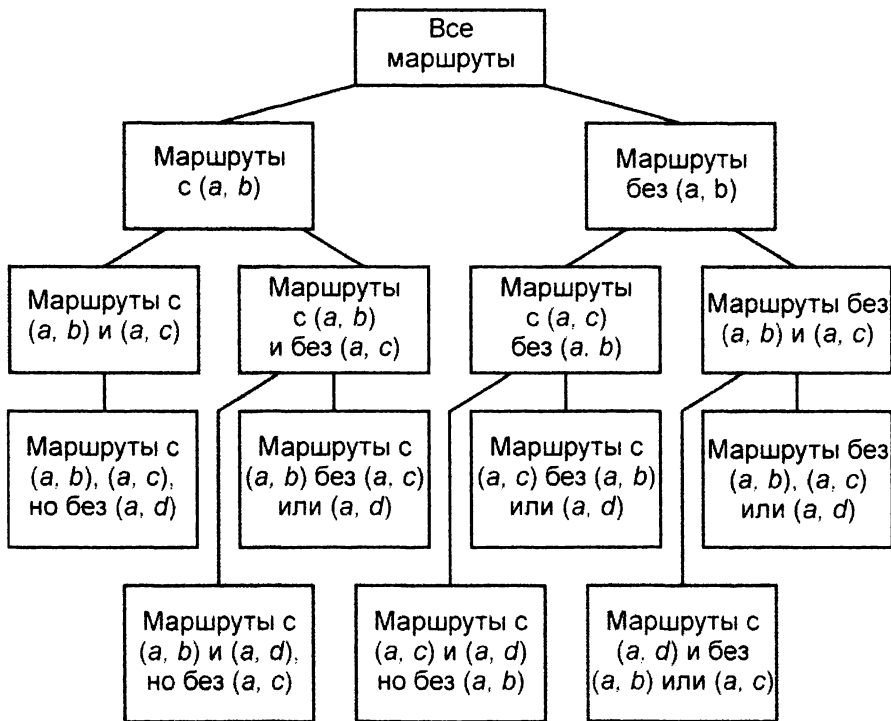 Все
маршруты
Маршруты
с (a, b)
Маршруты
без (a, b)
Маршруты с
(a, b) и (a, c)
Маршруты
с (a, b)
и без (a, c)
Маршруты
с (a, c)
без (a. b)
Маршруты без
(a, b) и (a, c)
Маршруты с
(a, b), (a, c),
но без (a, d)
Маршруты с
(a, b) без (a, c)
или (a, d)
Маршруты с
(a, c) без (a, b)
или (a, d)
Маршруты без
(a, b), (a, c)
или (a, d)
Маршруты с
(a, b) и (a, d),
но без (a, c)
Маршруты с
(a, c) и (a, d)
но без (a, b)
Маршруты с
(a, d) и без
(a, b) или (a, c)